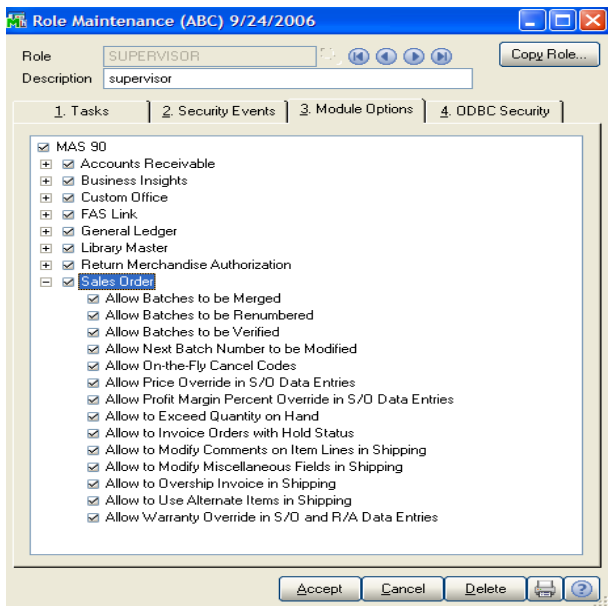 Role Maintenance (ABC) 9/24/2006
Role SUPERVISOR Copy Role...
Description supervisor
1. Tasks 2. Security Events 3. Module Options 4. ODBC Security
MAS 90
Accounts Receivable
Business Insights
Custom Office
FAS Link
General Ledger
Library Master
Return Merchandise Authorization
Sales Order
Allow Batches to be Merged
Allow Batches to be Renumbered
Allow Batches to be Verified
Allow Next Batch Number to be Modified
Allow On-the-Fly Cancel Codes
Allow Price Override in S/O Data Entries
Allow Profit Margin Percent Override in S/O Data Entries
Allow to Exceed Quantity on Hand
Allow to Invoice Orders with Hold Status
Allow to Modify Comments on Item Lines in Shipping
Allow to Modify Miscellaneous Fields in Shipping
Allow to Overship Invoice in Shipping
Allow to Use Alternate Items in Shipping
Allow Warranty Override in S/O and R/A Data Entries
Accept Cancel Delete